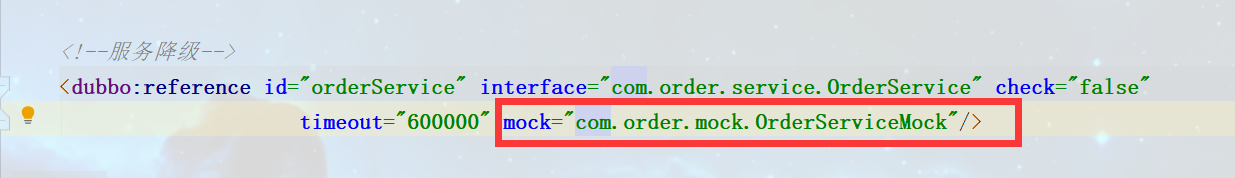 <!--服务降级-->
<dubbo:reference id="orderService" interface="com.order.service.OrderService" check="false"
timeout="600000" mock="com.order.mock.OrderServiceMock"/>